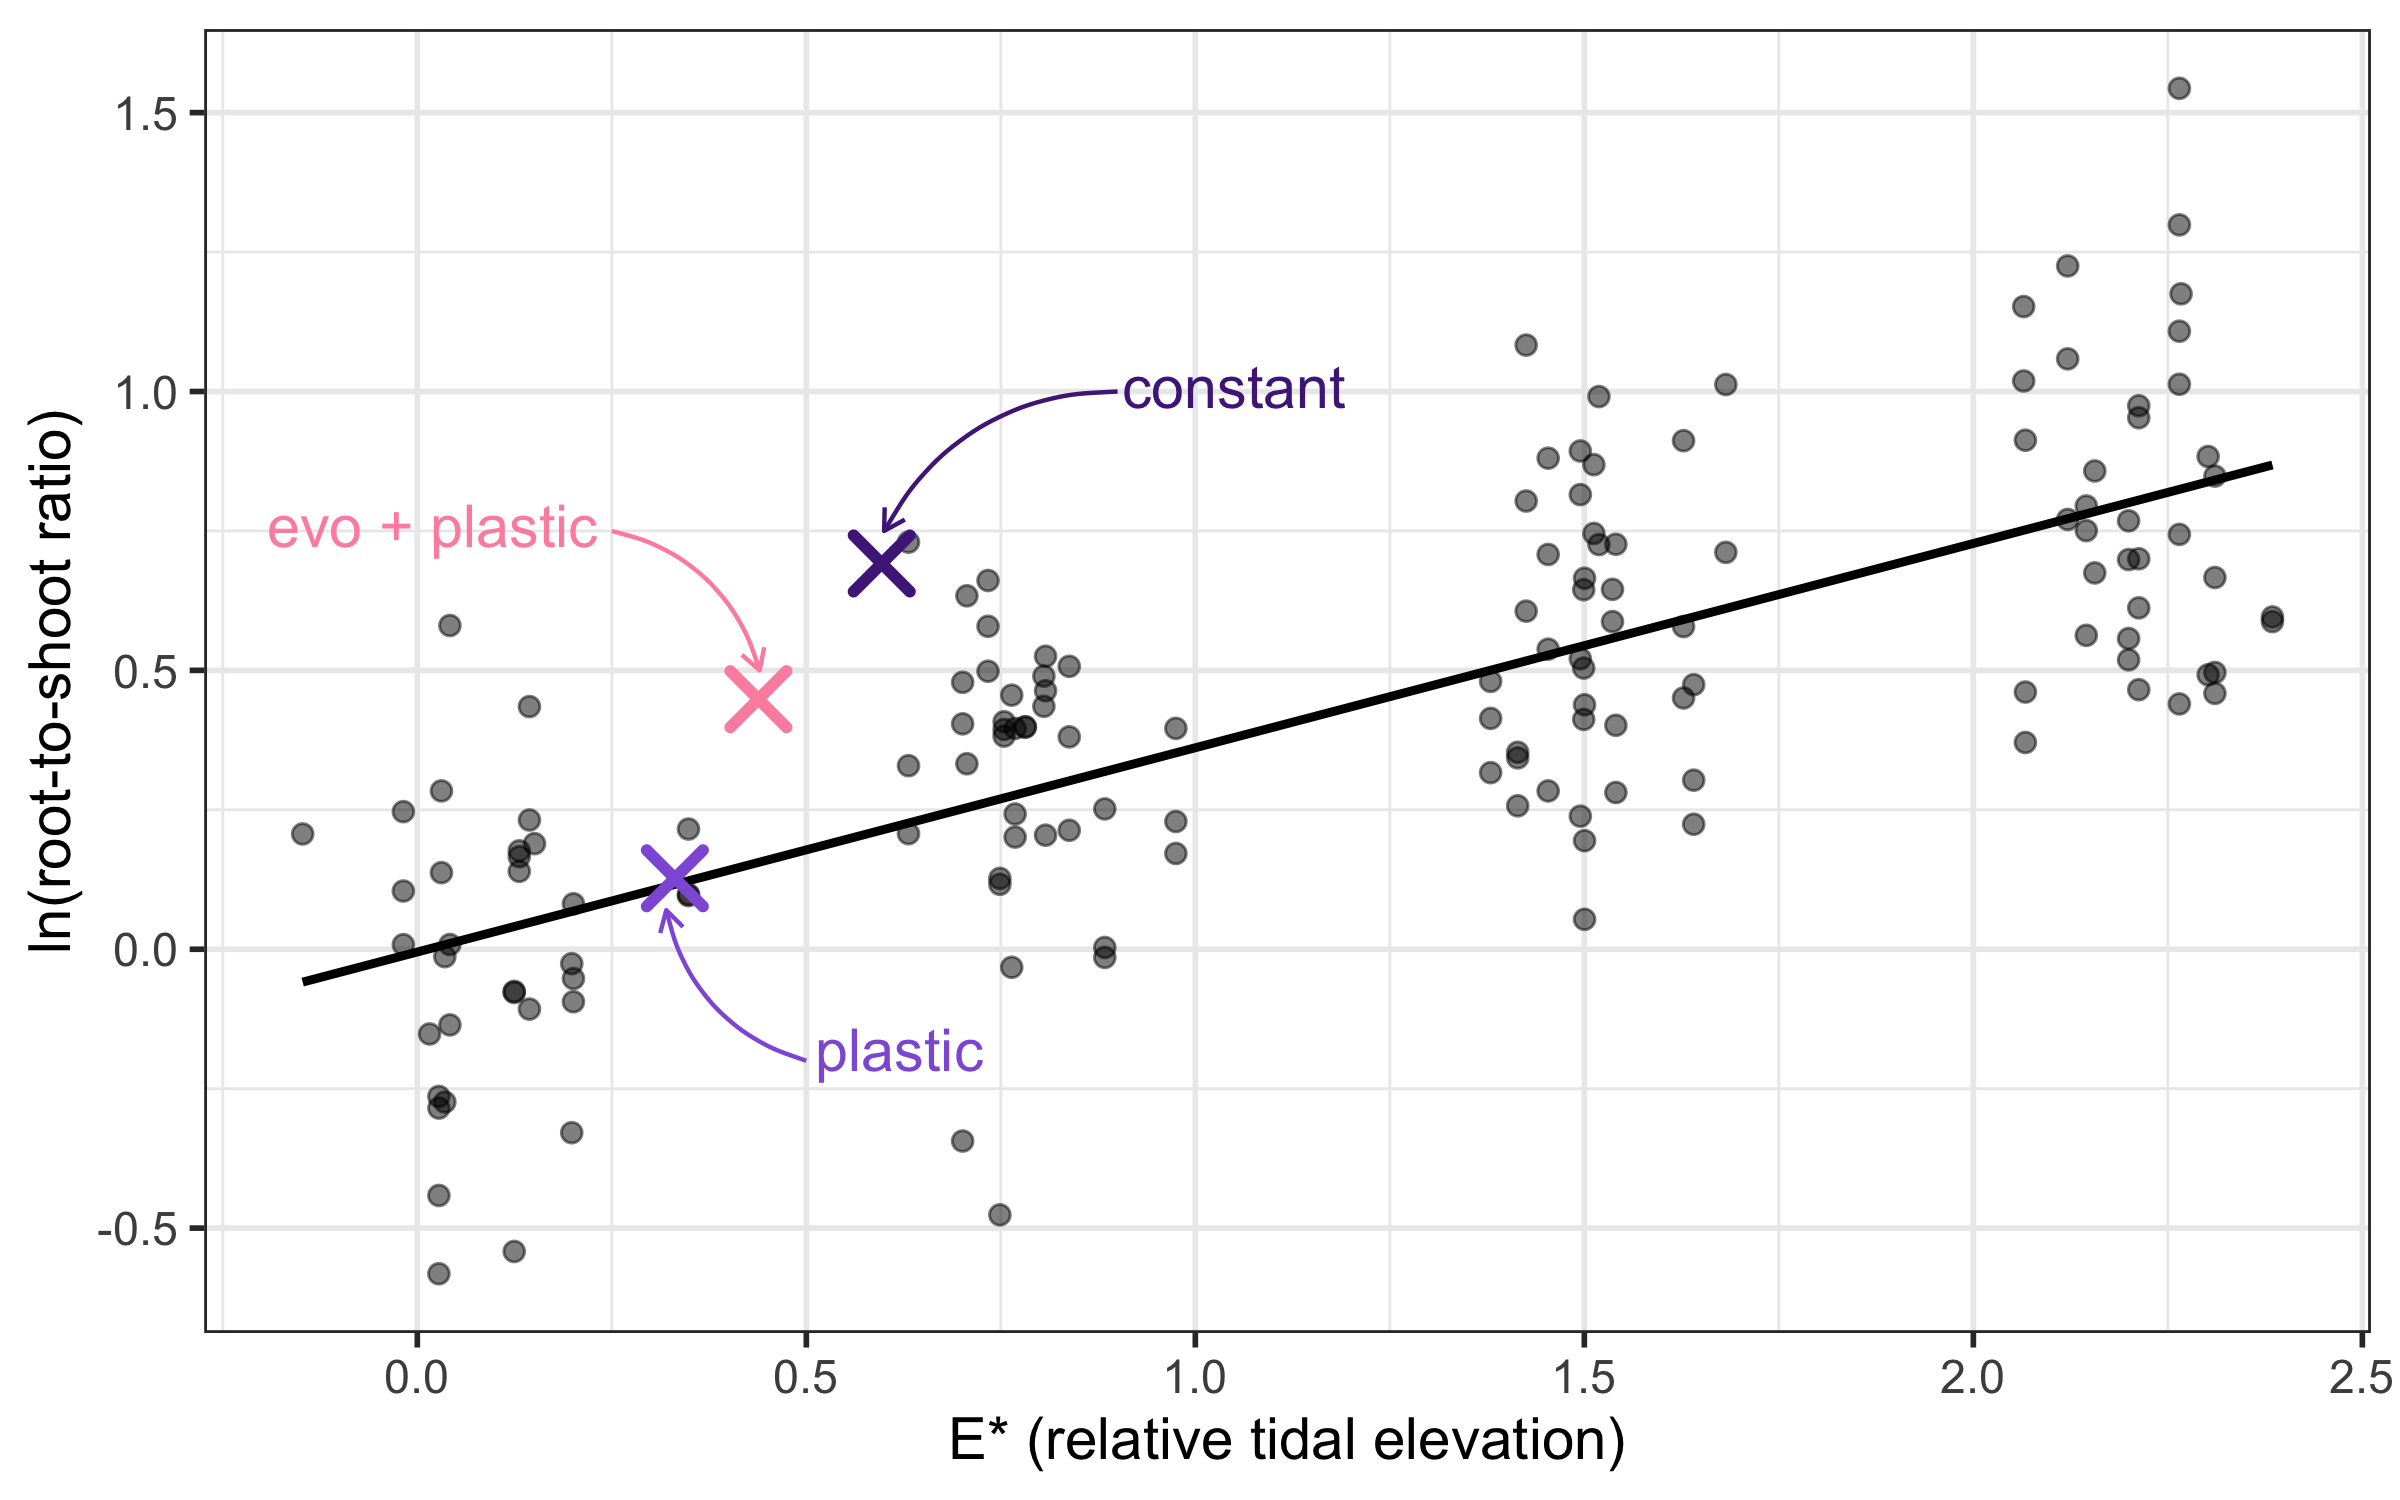 1.5
1.0
0.5
0.0
-0.5
ln(root-to-shoot ratio)
constant
evo + plastic
plastic
0.0 0.5 1.0 1.5 2.0 2.5
E* (relative tidal elevation)